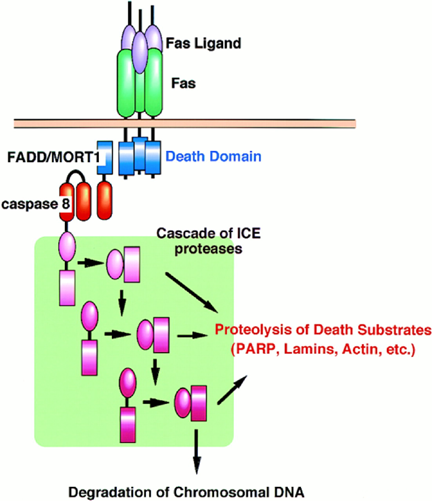 Fas Ligand
Fas
FADD/MORT1
Death Domain
caspase 8
Cascade of ICE
proteases
Proteolysis of Death Substrates
(PARP, Lamins, Actin, etc.)
Degradation of Chromosomal DNA